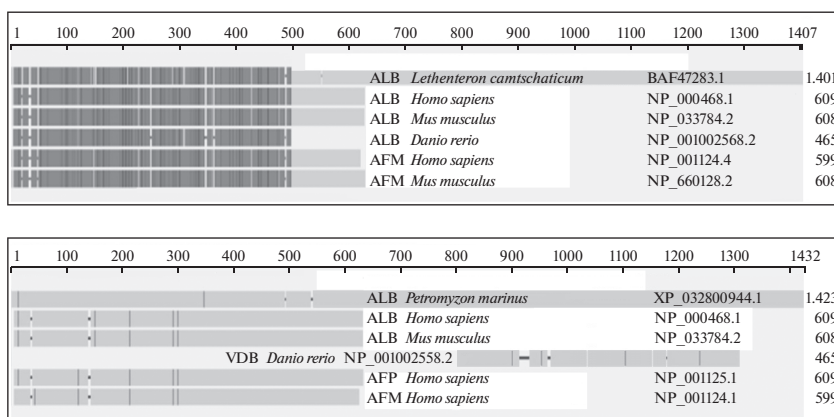 1 100 200 300 400 500 600 700 800 900 1000 1100 1200 1300 1407
ALB Lethenteron camtschaticum BAF47283.1 1.401
ALB Homo sapiens NP_000468.1 609
ALB Mus musculus NP_033784.2 608
ALB Danio rerio NP_001002568.2 465
AFM Homo sapiens NP_001124.4 599
AFM Mus musculus NP_660128.2 608
1 100 200 300 400 500 600 700 800 900 1000 1100 1200 1300 1432
ALB Petromyzon marinus XP_032800944.1 1.423
ALB Homo sapiens NP_000468.1 609
ALB Mus musculus NP_033784.2 608
VDB Danio rerio NP_001002558.2 465
AFP Homo sapiens NP_001125.1 609
AFM Homo sapiens NP_001124.1 599